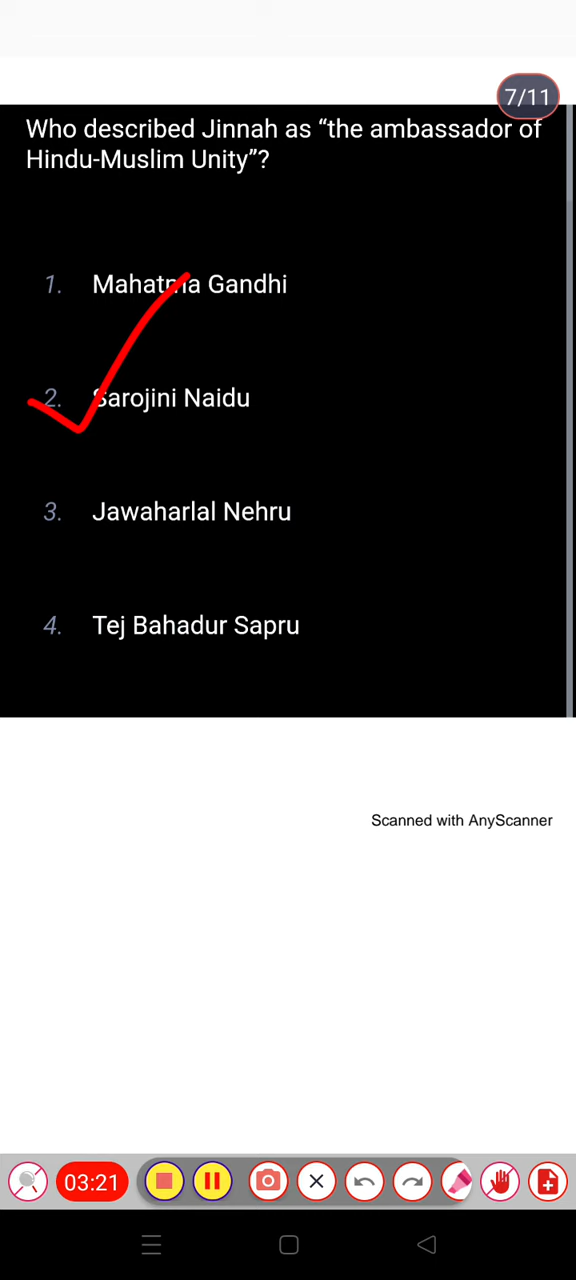 7/11
Who described Jinnah as “the ambassador of
Hindu-Muslim Unity”?
1. Mahatma Gandhi
2. Sarojini Naidu
3. Jawaharlal Nehru
4. Tej Bahadur Sapru
Scanned with AnyScanner
03:21